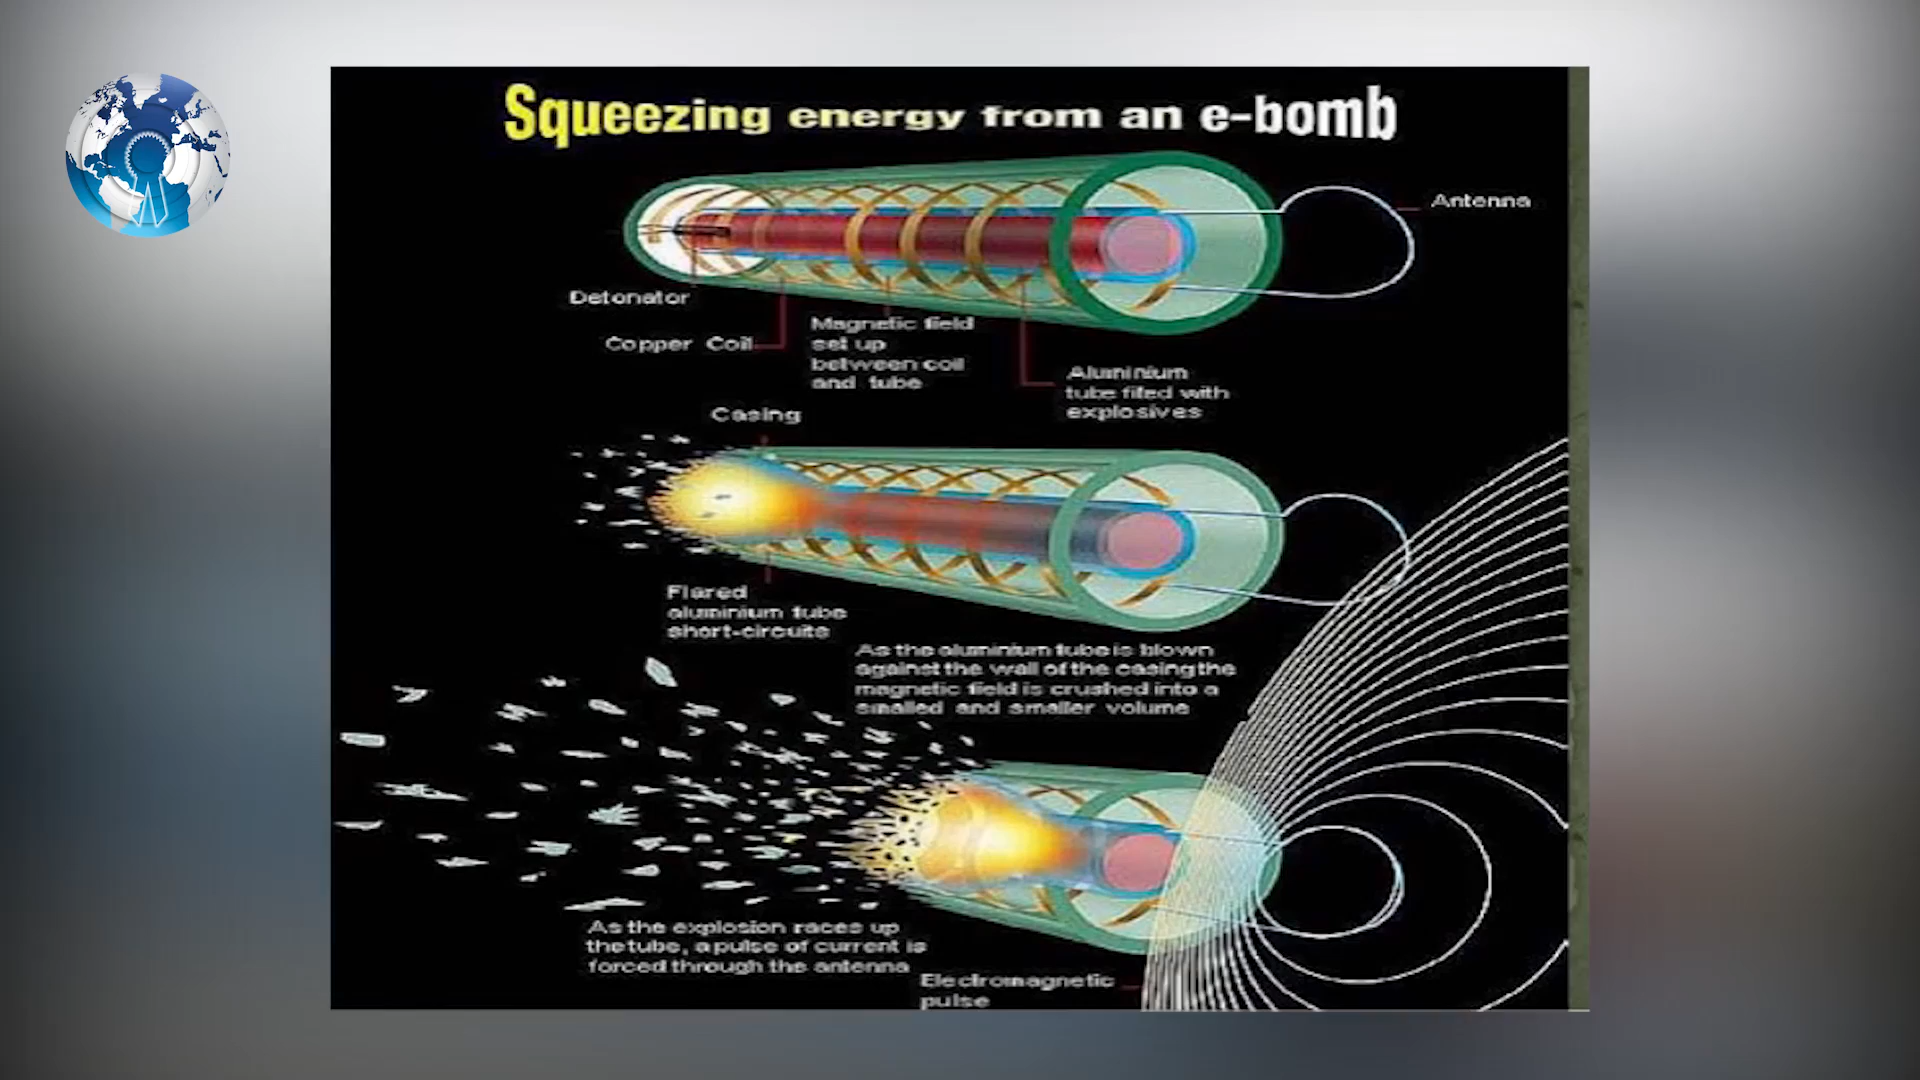 Squeezing energy from an e-bomb
Antenna
Detonator
Copper Coil
Magnetic field
set up
between coil
and tube
Aluminium
tube filled with
explosives
Casing
Flared
aluminium tube
short-circuits
As the aluminium tube is blown
against the wall of the casing the
magnetic field is crushed into a
smalled and smaller volume
As the explosion races up
the tube, a pulse of current is
forced through the antenna
Electromagnetic
pulse